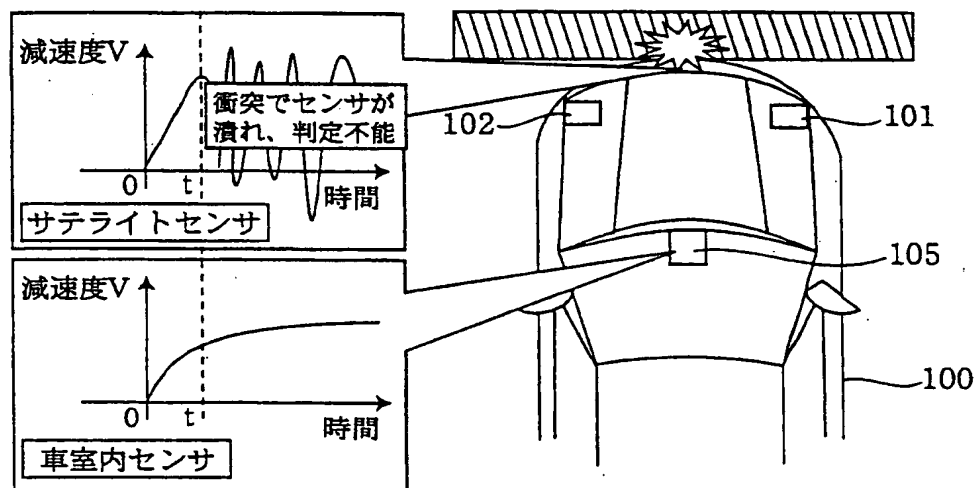 減速度V
衝突でセンサが
潰れ、判定不能
0
t
時間
サテライトセンサ
減速度V
0
t
時間
車室内センサ
102
101
105
100